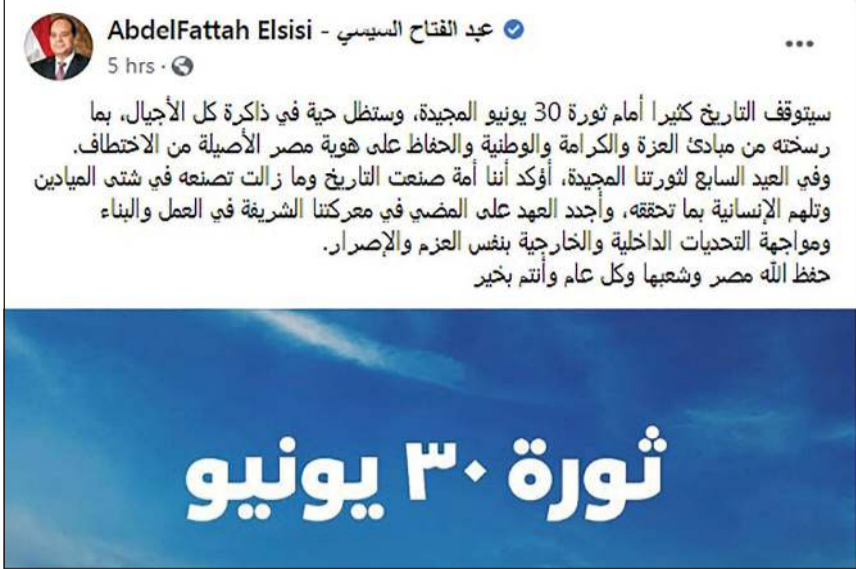 AbdelFattah Elsisi - عبد الفتاح السيسي
5 hrs ·
سيتوقف التاريخ كثيرا أمام ثورة 30 يونيو المجيدة، وستظل حية في ذاكرة كل الأجيال، بما
رسخته من مبادئ العزة والكرامة والوطنية والحفاظ على هوية مصر الأصيلة من الاختطاف.
وفي العيد السابع لثورتنا المجيدة، أؤكد أننا أمة صنعت التاريخ وما زالت تصنعه في شتى الميادين
وتلهم الإنسانية بما تحققه، وأجدد العهد على المضي في معركتنا الشريفة في العمل والبناء
ومواجهة التحديات الداخلية والخارجية بنفس العزم والإصرار.
حفظ الله مصر وشعبها وكل عام وأنتم بخير
ثورة ٣٠ يونيو